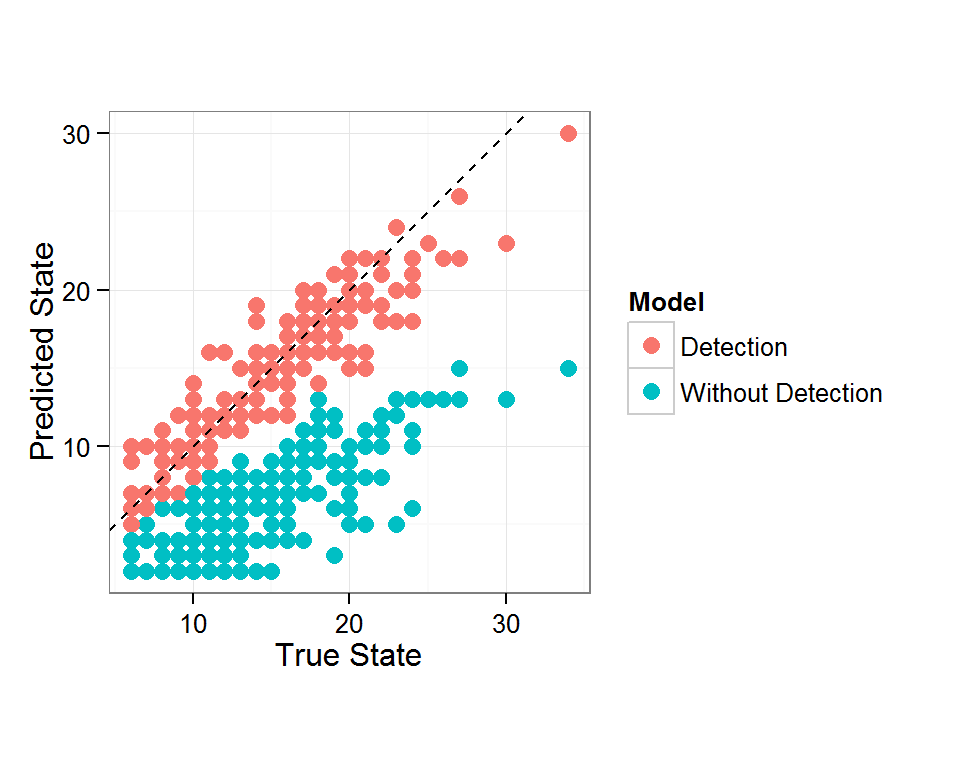 30
20
10
Predicted State
10 20 30
True State
Model
Detection
Without Detection